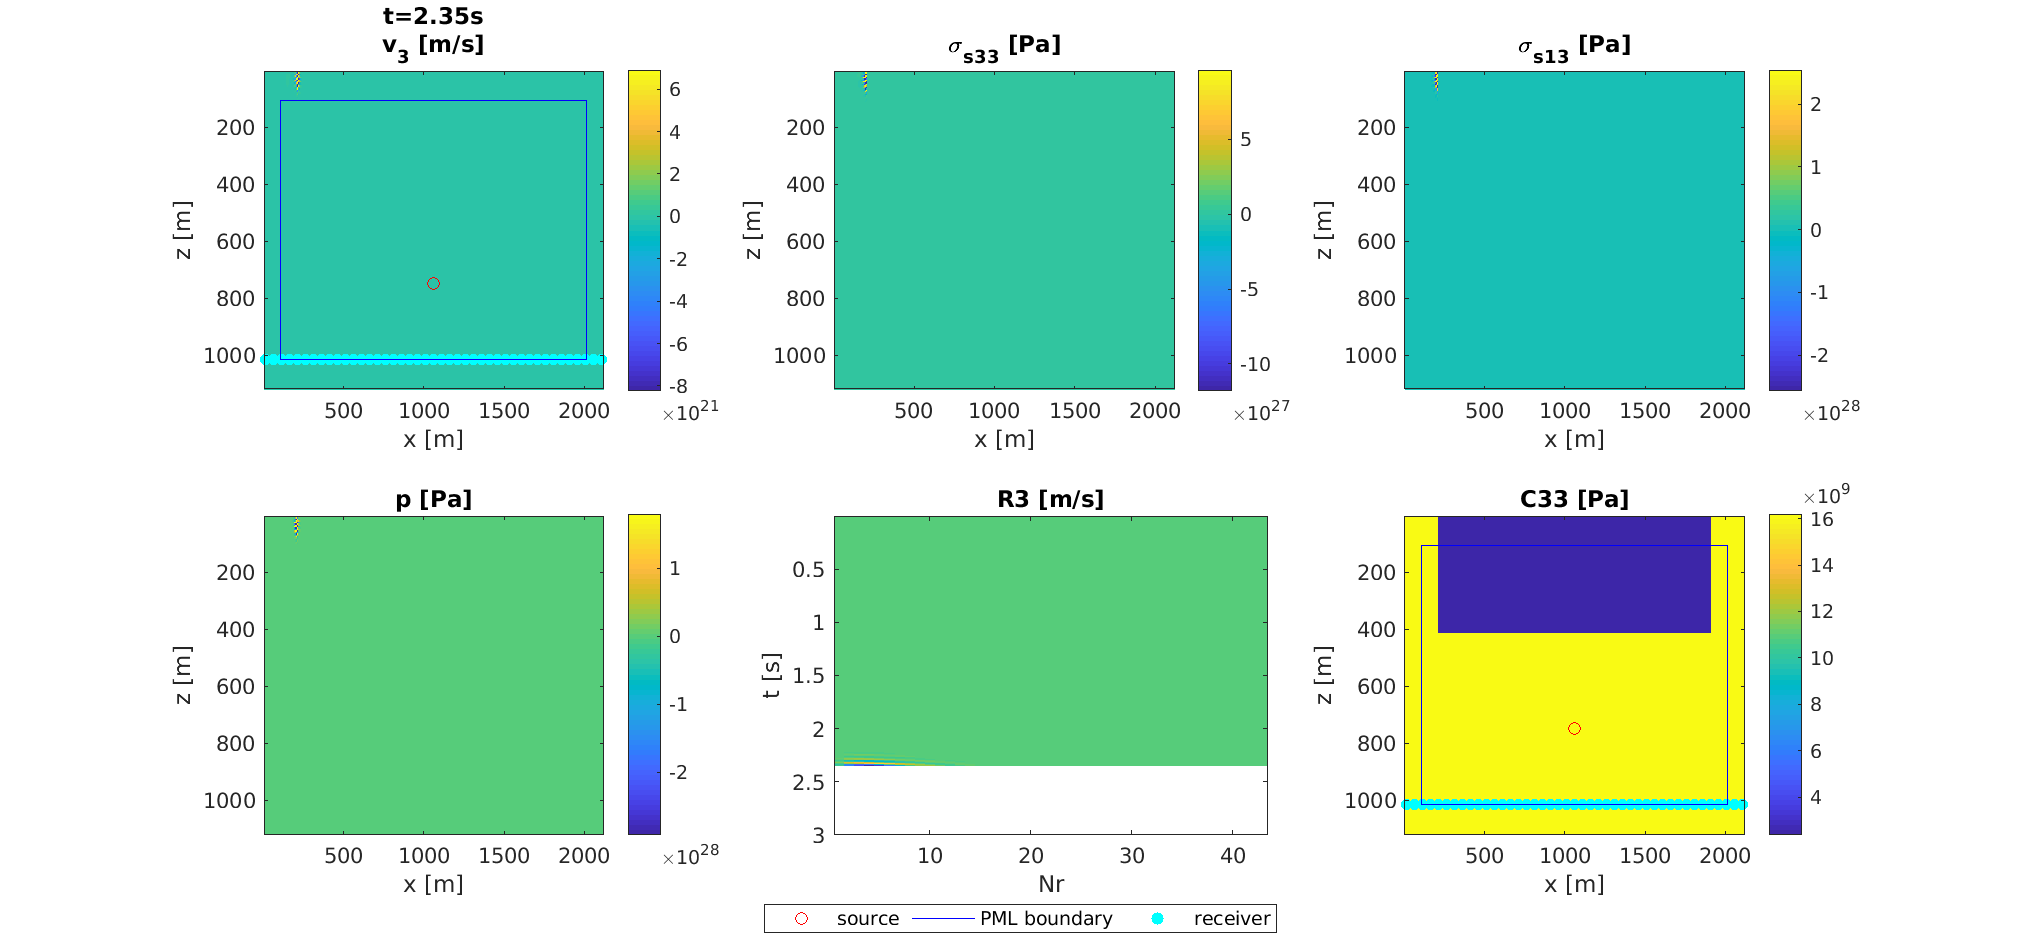 t=2.35s
v3 [m/s]
200
400
600
800
1000
z [m]
500 1000 1500 2000
x [m]
6
4
2
0
-2
-4
-6
-8
×10^21
σs33 [Pa]
200
400
600
800
1000
z [m]
500 1000 1500 2000
x [m]
5
0
-5
-10
×10^27
σs13 [Pa]
200
400
600
800
1000
z [m]
500 1000 1500 2000
x [m]
2
1
0
-1
-2
×10^28
p [Pa]
200
400
600
800
1000
z [m]
500 1000 1500 2000
x [m]
1
0
-1
-2
×10^28
R3 [m/s]
0.5
1
1.5
2
2.5
3
t [s]
10 20 30 40
Nr
C33 [Pa]
200
400
600
800
1000
z [m]
500 1000 1500 2000
x [m]
×10^9
16
14
12
10
8
6
4
source PML boundary receiver